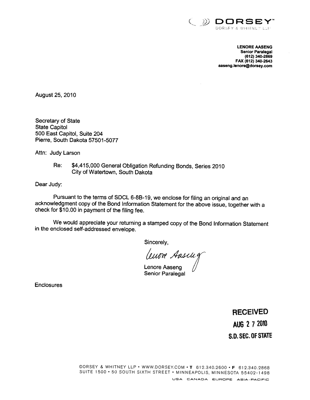 DORSEY™
DORSEY & WHITNEY LLP
LENORE AASENG
Senior Paralegal
(612) 340-2889
FAX (612) 340-2643
aaseng.lenore@dorsey.com
August 25, 2010
Secretary of State
State Capitol
500 East Capitol, Suite 204
Pierre, South Dakota 57501-5077
Attn: Judy Larson
Re: $4,415,000 General Obligation Refunding Bonds, Series 2010
City of Watertown, South Dakota
Dear Judy:
Pursuant to the terms of SDCL 6-8B-19, we enclose for filing an original and an
acknowledgment copy of the Bond Information Statement for the above issue, together with a
check for $10.00 in payment of the filing fee.
We would appreciate your returning a stamped copy of the Bond Information Statement
in the enclosed self-addressed envelope.
Sincerely,
Lenore Aaseng
Lenore Aaseng
Senior Paralegal
Enclosures
RECEIVED
AUG 27 2010
S.D. SEC. OF STATE
DORSEY & WHITNEY LLP • WWW.DORSEY.COM • T 612.340.2600 • F 612.340.2868
SUITE 1500 • 50 SOUTH SIXTH STREET • MINNEAPOLIS, MINNESOTA 55402-1498
USA CANADA EUROPE ASIA-PACIFIC